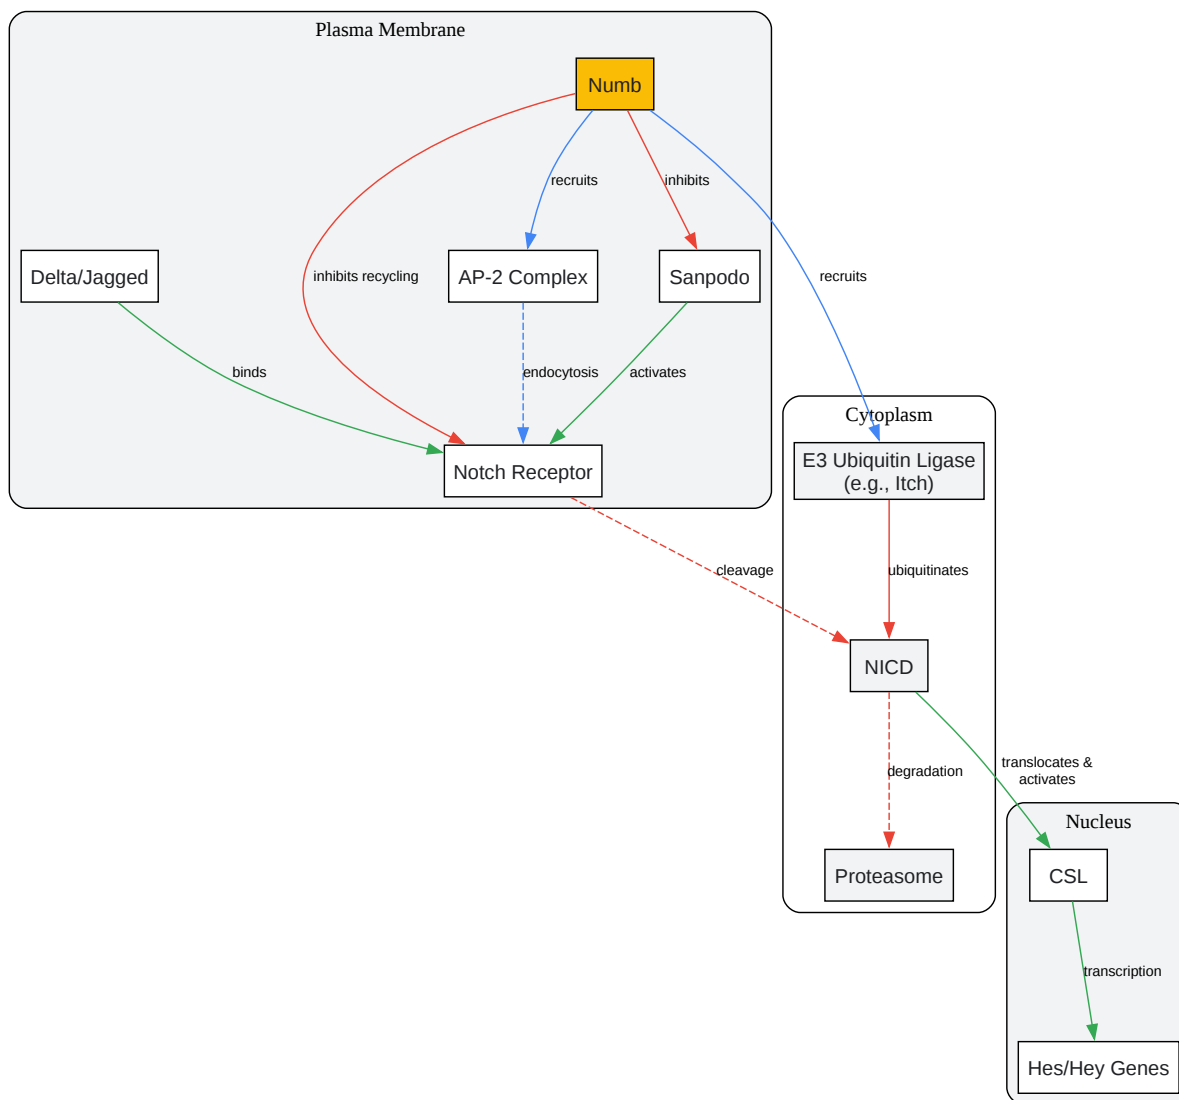 Plasma Membrane
Numb
recruits
inhibits
Delta/Jagged
inhibits recycling
AP-2 Complex
Sanpodo
recruits
binds
endocytosis
activates
Cytoplasm
Notch Receptor
E3 Ubiquitin Ligase
(e.g., Itch)
cleavage
ubiquitinates
NICD
degradation
translocates &
activates
Nucleus
Proteasome
CSL
transcription
Hes/Hey Genes